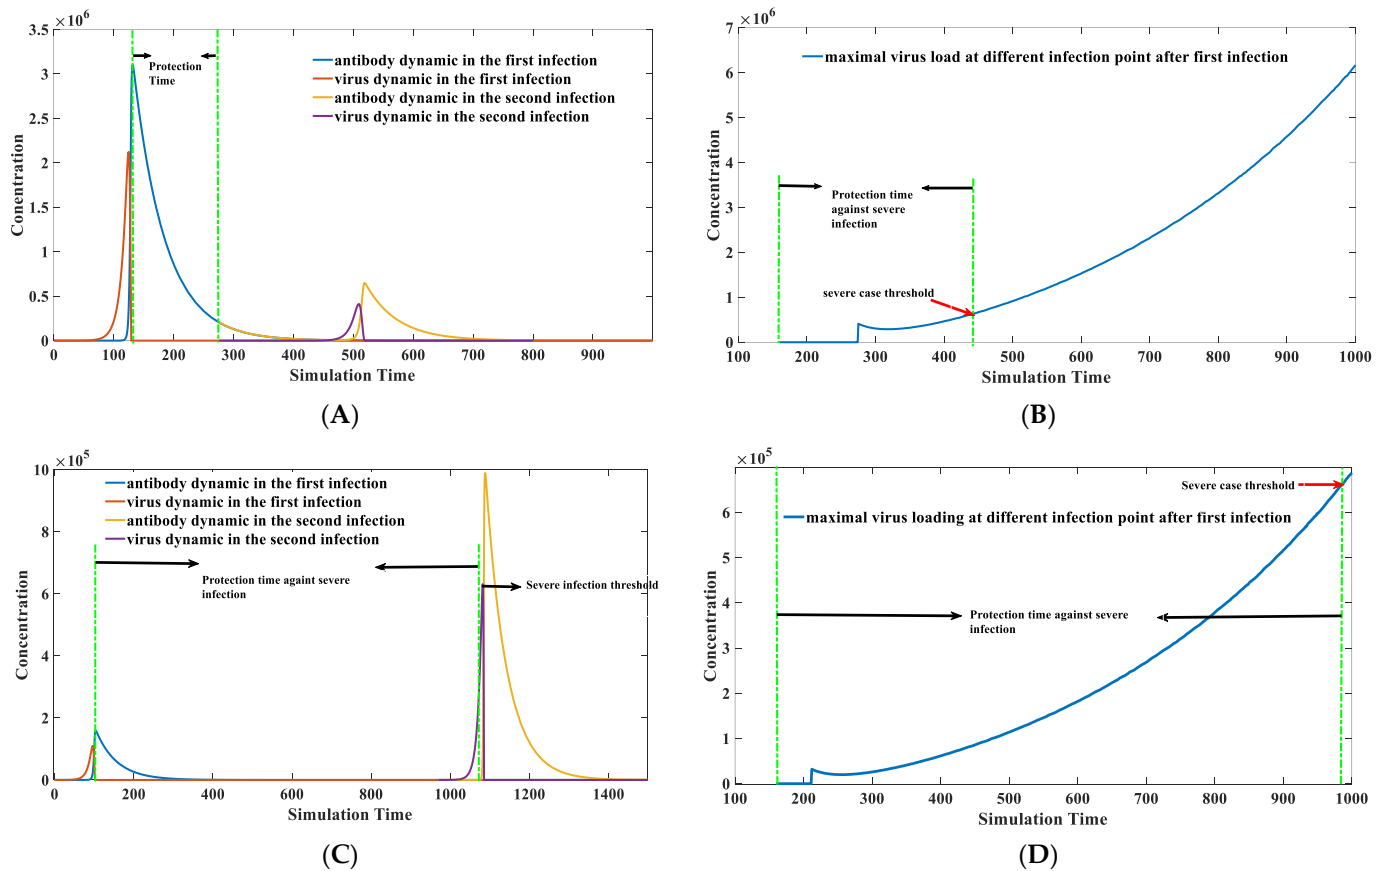 ×10⁶
3.5
3
2.5
2
1.5
1
0.5
0
Conentration
0 100 200 300 400 500 600 700 800 900
Simulation Time
Protection
Time
antibody dynamic in the first infection
virus dynamic in the first infection
antibody dynamic in the second infection
virus dynamic in the second infection
(A)
×10⁶
7
6
5
4
3
2
1
0
Concentration
100 200 300 400 500 600 700 800 900 1000
Simulation Time
maximal virus load at different infection point after first infection
Protection time
against severe
infection
severe case threshold
(B)
×10⁵
10
8
6
4
2
0
Concentration
0 200 400 600 800 1000 1200 1400
Simulation Time
antibody dynamic in the first infection
virus dynamic in the first infection
antibody dynamic in the second infection
virus dynamic in the second infection
Protection time againt severe
infection
Severe infection threshold
(C)
×10⁵
6
5
4
3
2
1
0
Concentration
100 200 300 400 500 600 700 800 900 1000
Simulation Time
Severe case threshold
maximal virus loading at different infection point after first infection
Protection time against severe
infection
(D)